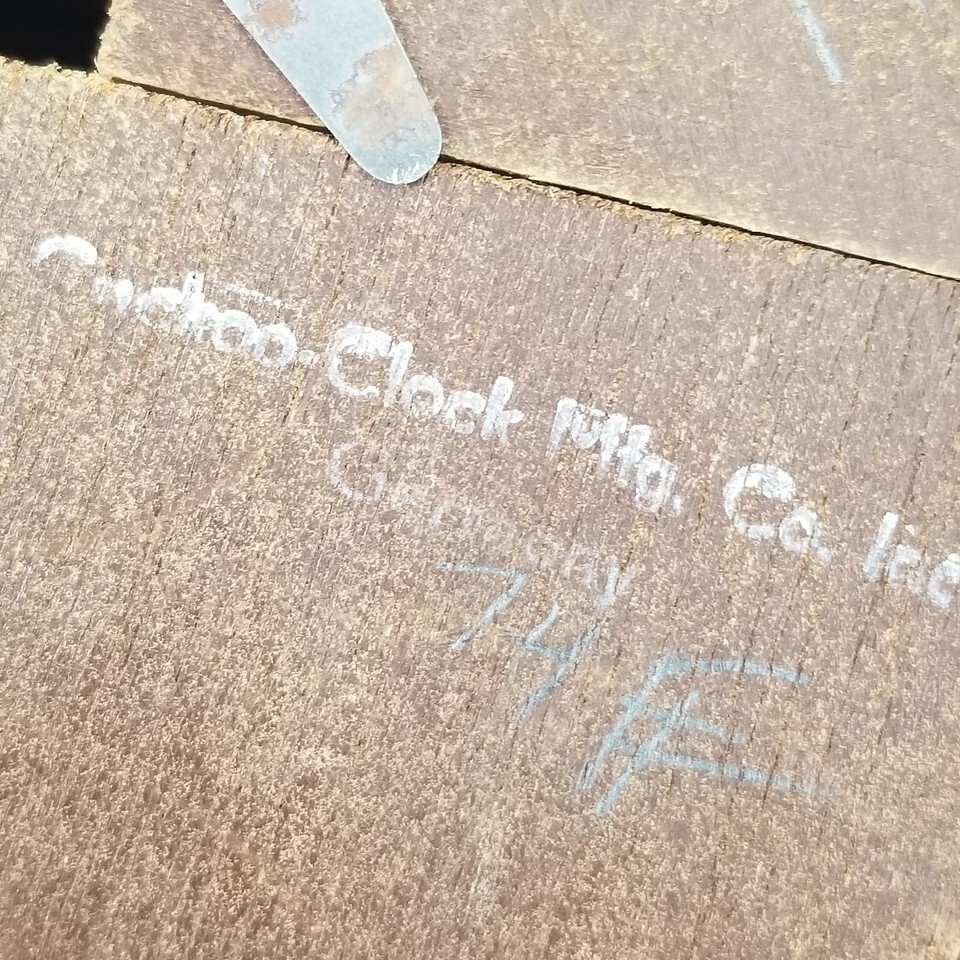 Cuckoo-Clock Mfg. Co. Inc
Germany
74 E